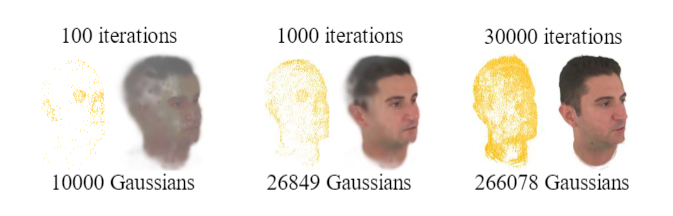 100 iterations
1000 iterations
30000 iterations
10000 Gaussians
26849 Gaussians
266078 Gaussians